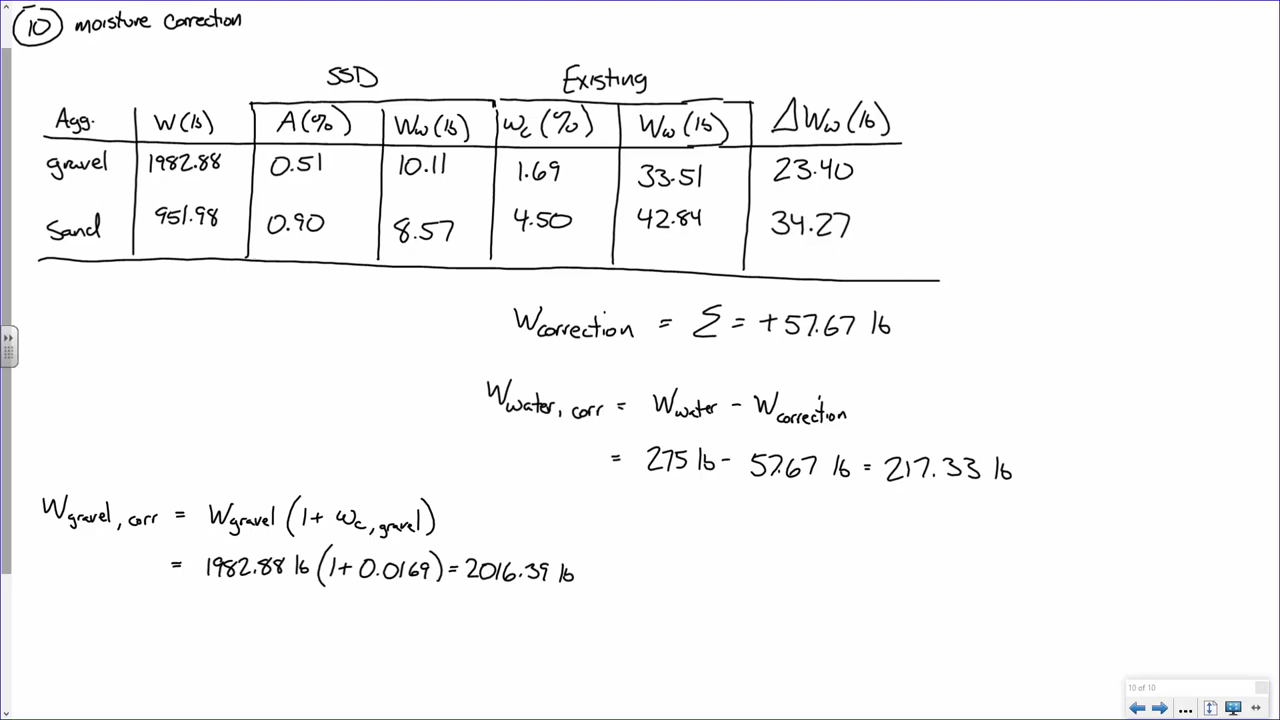 10 moisture correction
SSD Existing
Agg. W (lb) A (%) Ww (lb) ωc (%) Ww (lb) ΔWw (lb)
gravel 1982.88 0.51 10.11 1.69 33.51 23.40
Sand 951.98 0.90 8.57 4.50 42.84 34.27
Wcorrection = Σ = +57.67 lb
Wwater, corr = Wwater - Wcorrection
= 275 lb - 57.67 lb = 217.33 lb
Wgravel, corr = Wgravel (1 + ωc, gravel)
= 1982.88 lb (1 + 0.0169) = 2016.39 lb
10 of 10